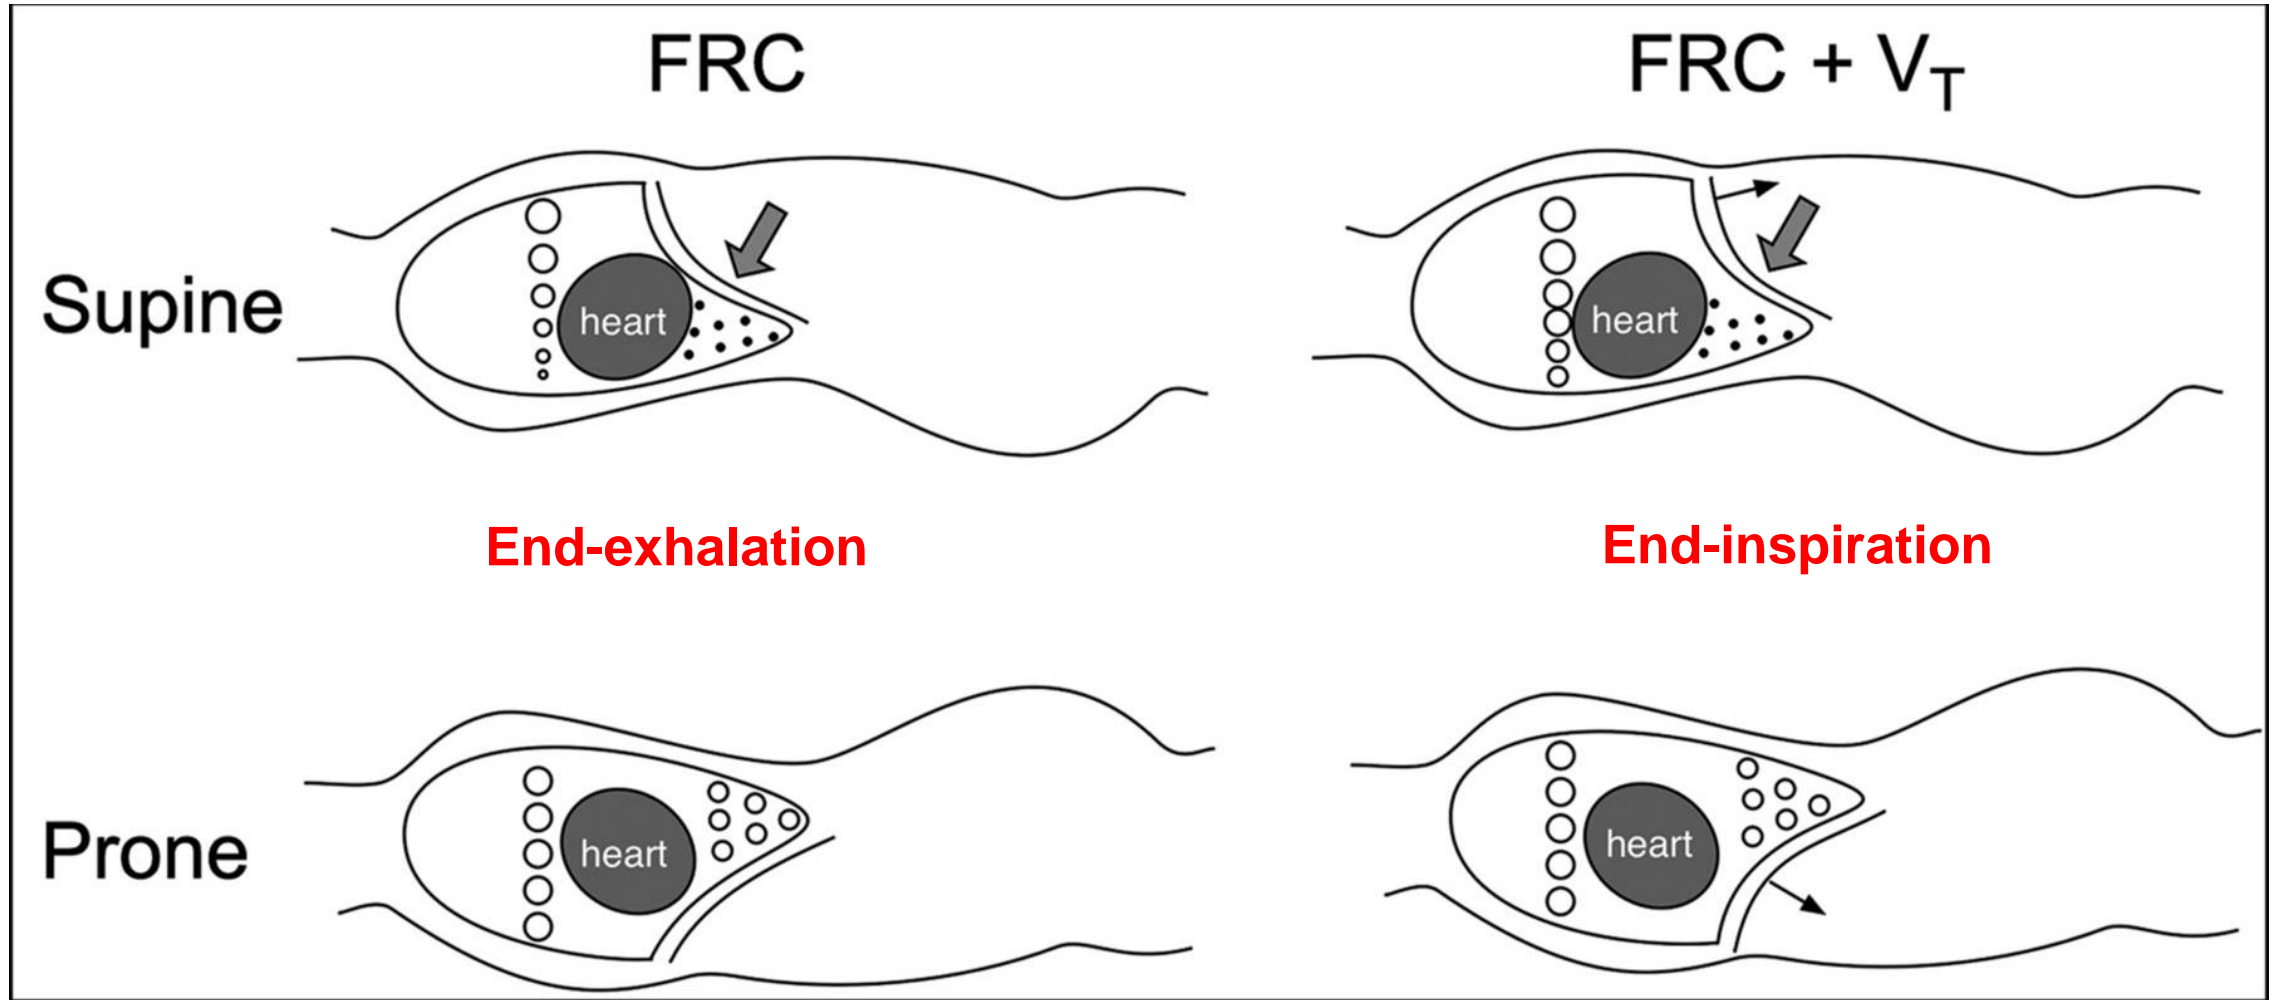 FRC
FRC + VT
Supine
heart
heart
End-exhalation
End-inspiration
Prone
heart
heart